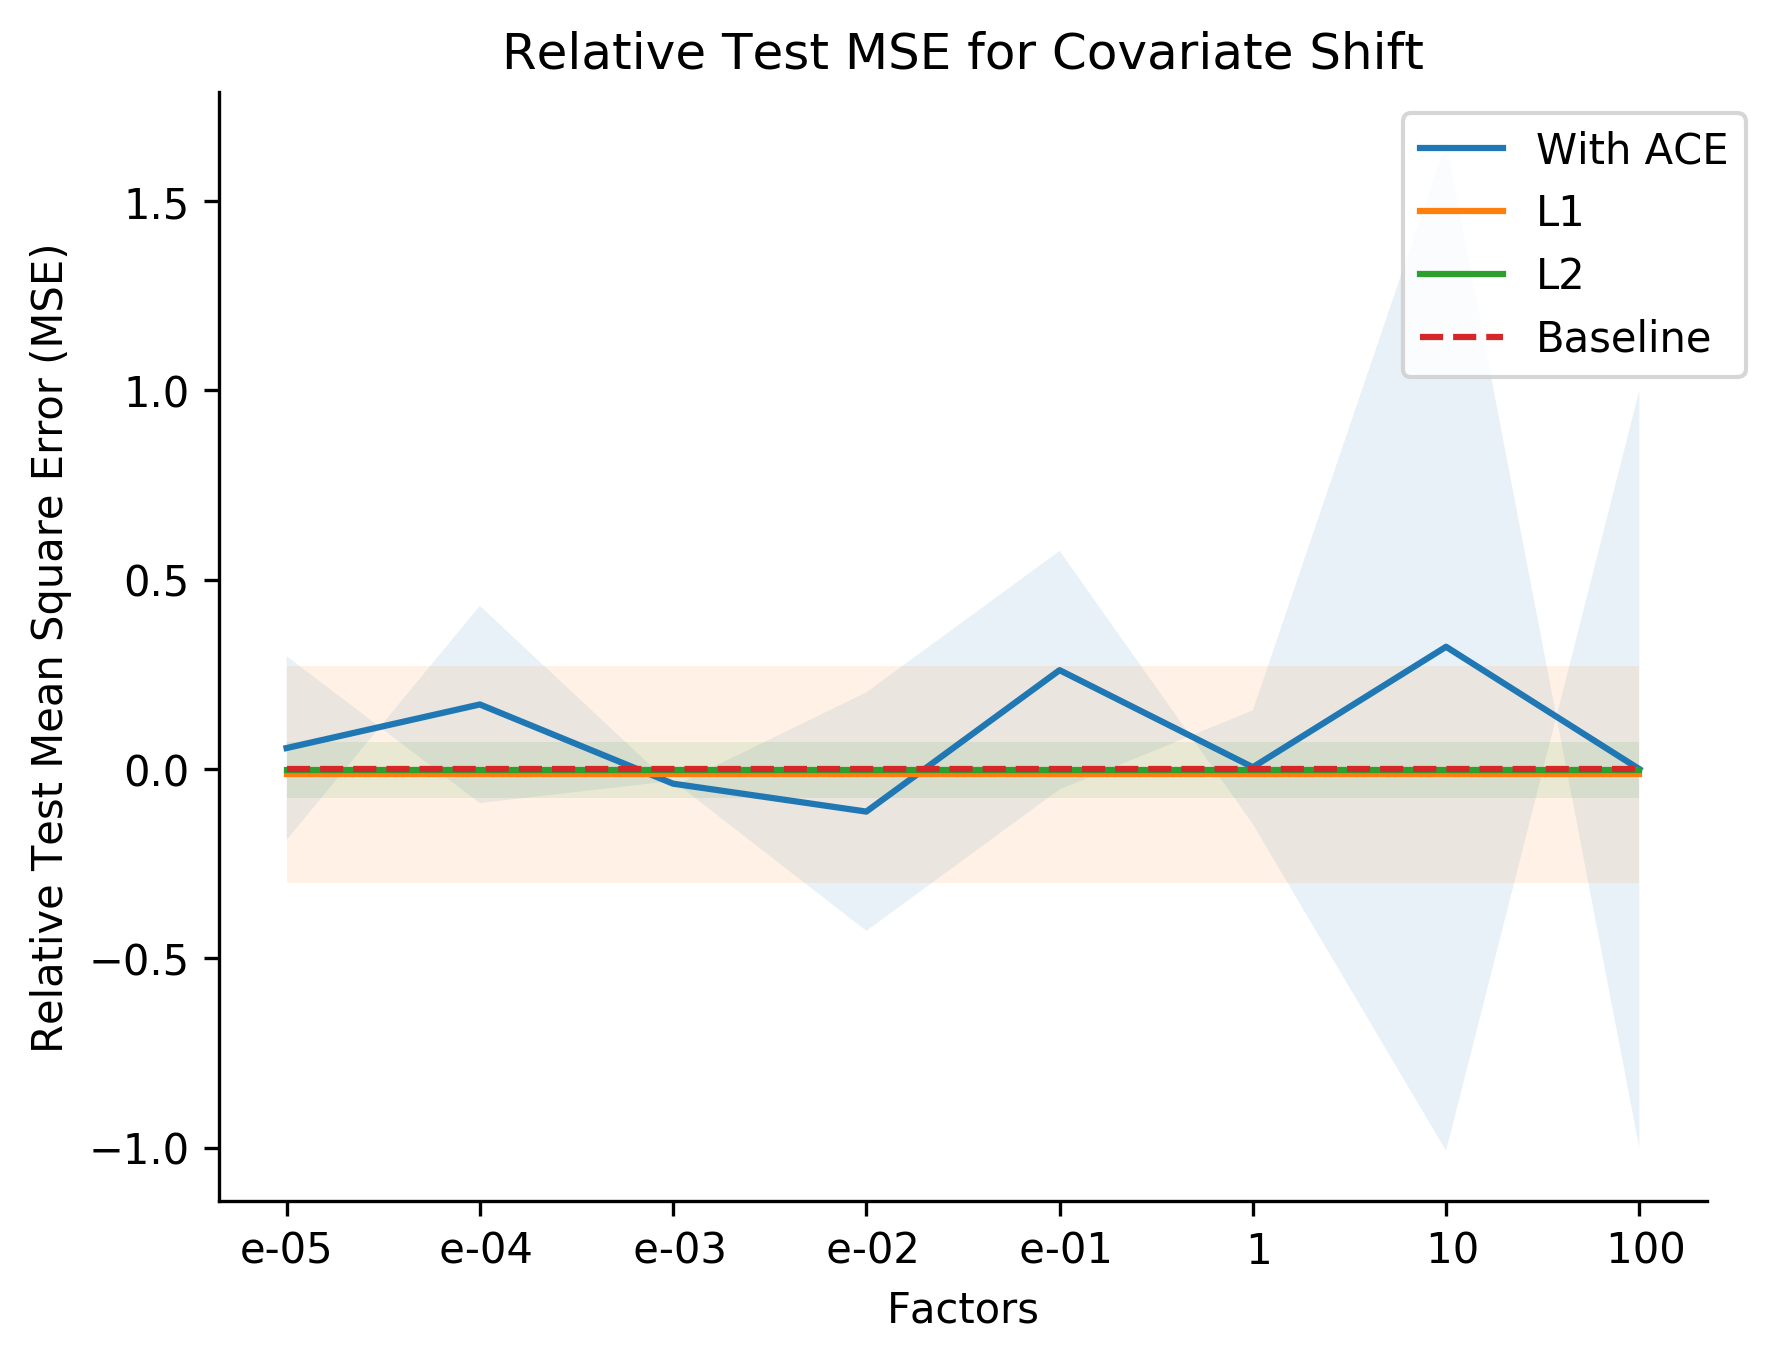 Relative Test MSE for Covariate Shift
With ACE
L1
L2
Baseline
Relative Test Mean Square Error (MSE)
1.5
1.0
0.5
0.0
−0.5
−1.0
e-05 e-04 e-03 e-02 e-01 1 10 100
Factors